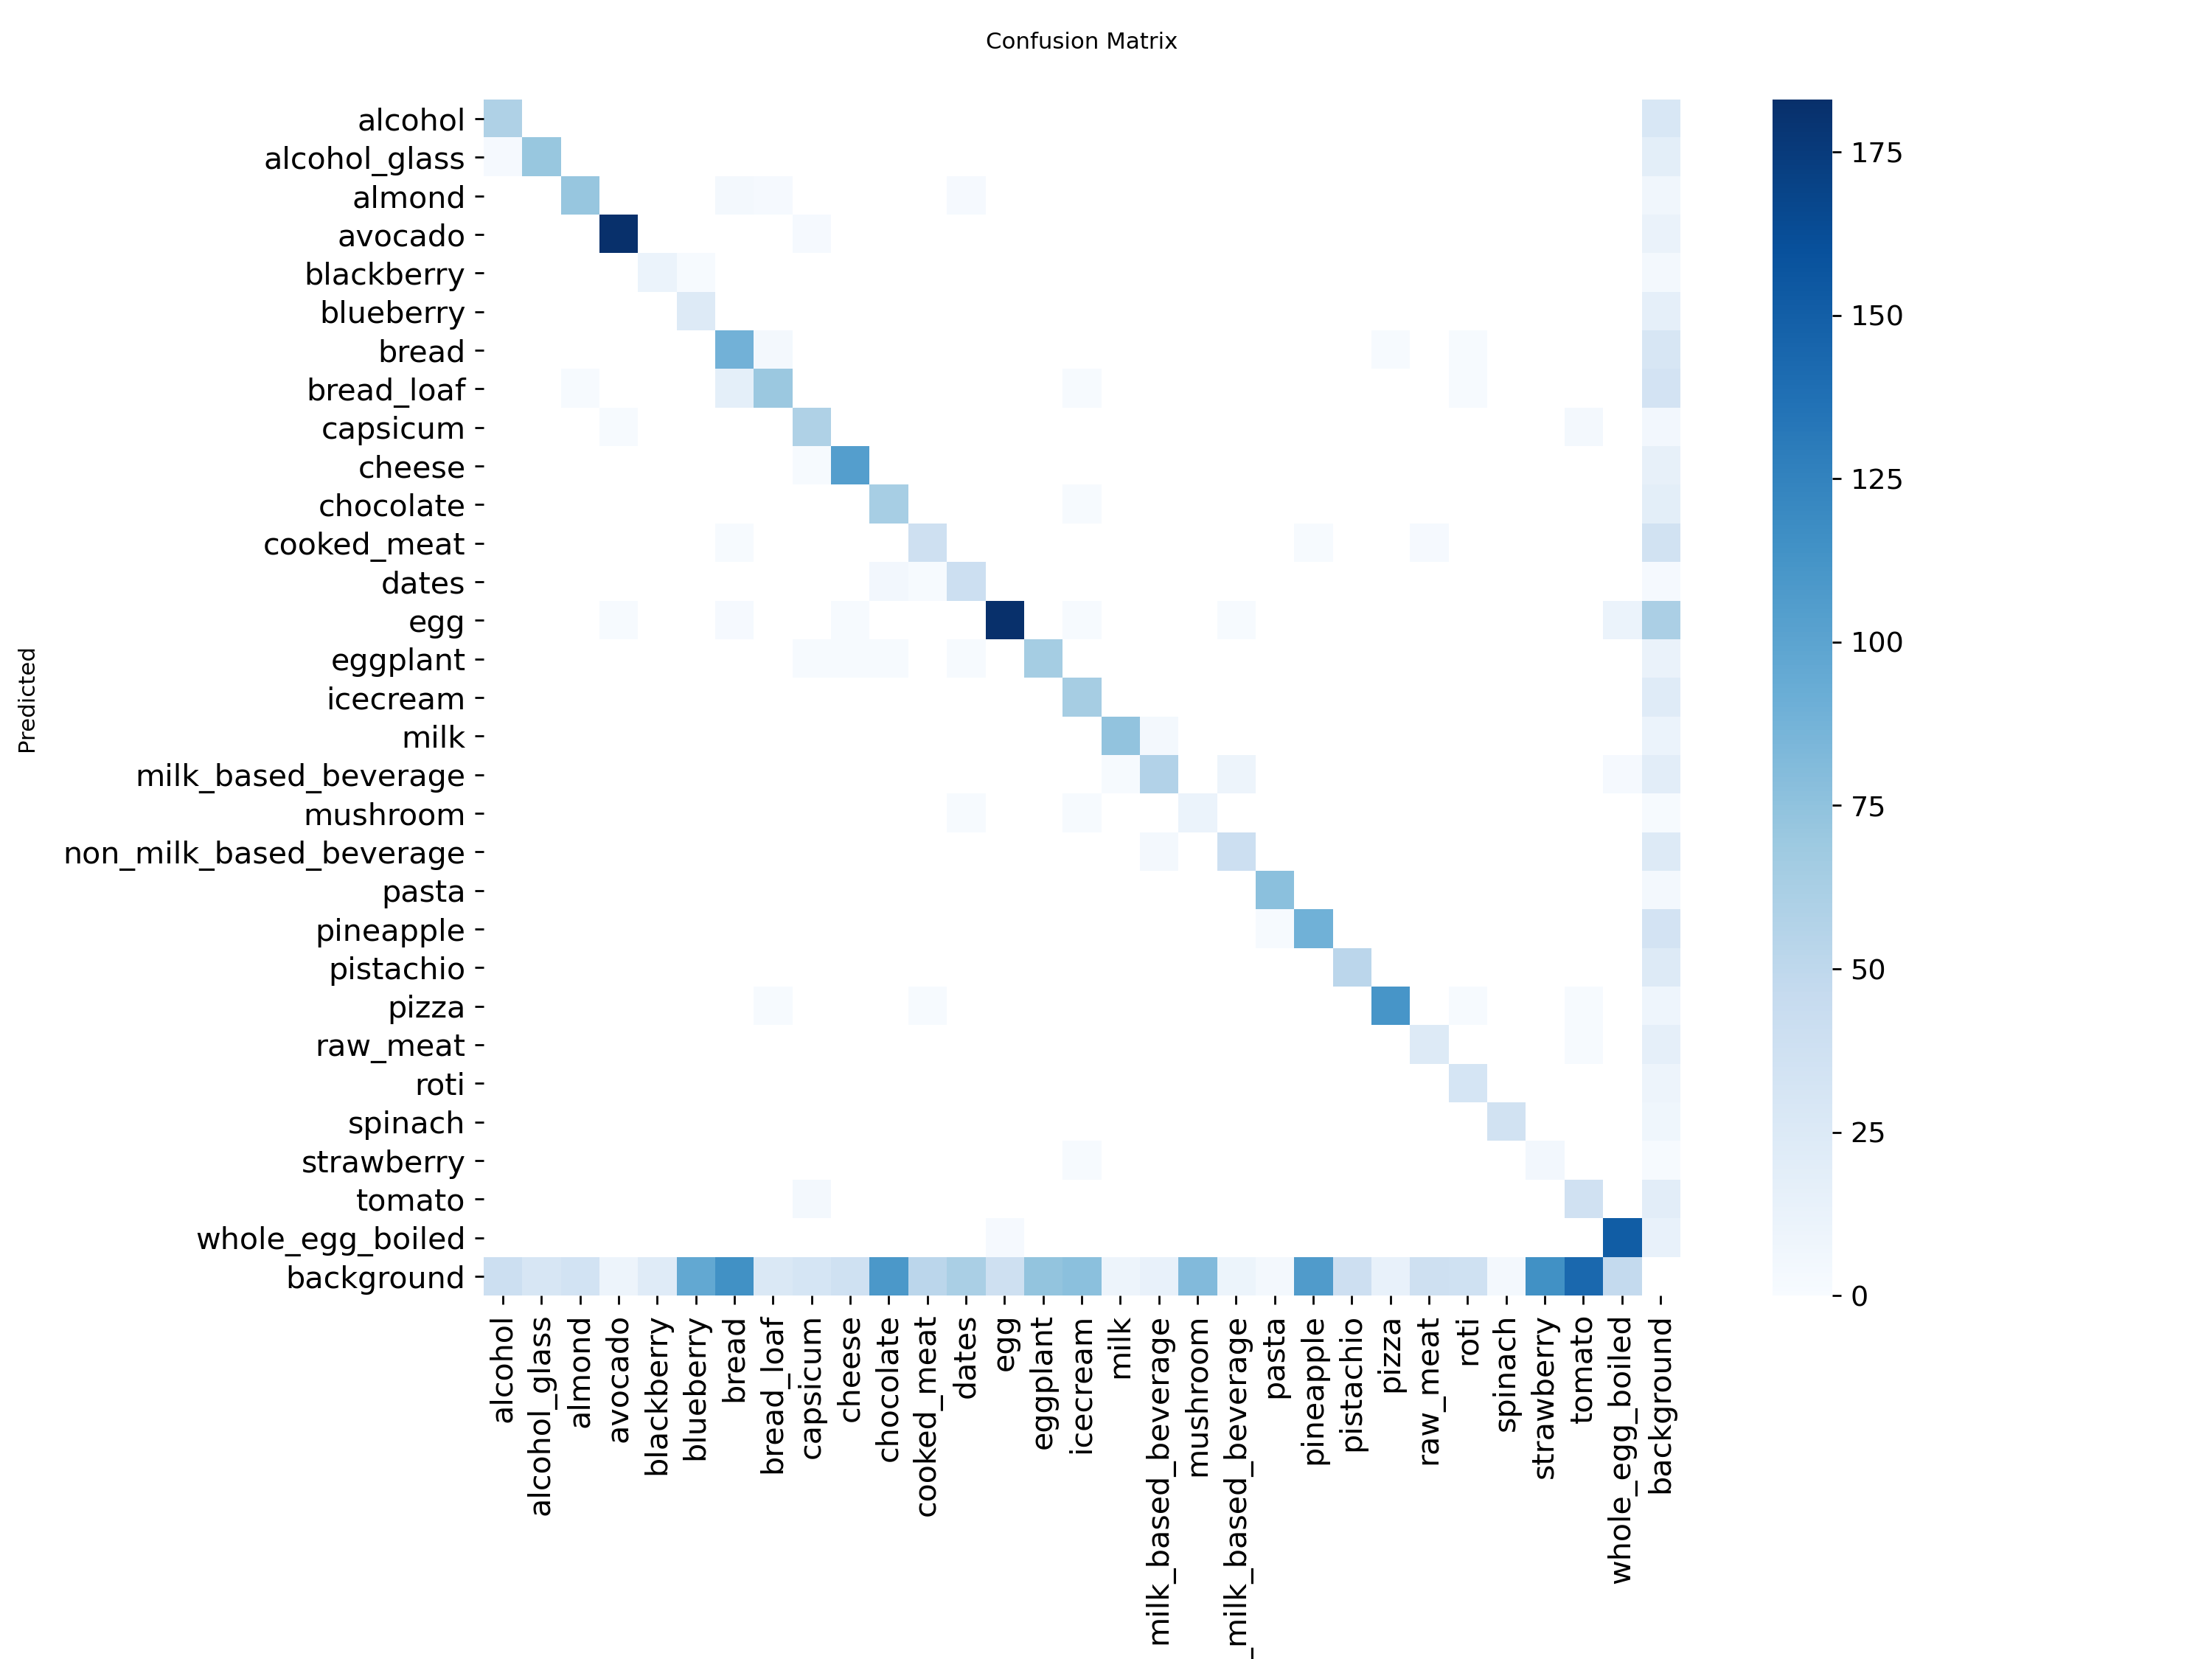 Confusion Matrix
Predicted
alcohol
alcohol_glass
almond
avocado
blackberry
blueberry
bread
bread_loaf
capsicum
cheese
chocolate
cooked_meat
dates
egg
eggplant
icecream
milk
milk_based_beverage
mushroom
non_milk_based_beverage
pasta
pineapple
pistachio
pizza
raw_meat
roti
spinach
strawberry
tomato
whole_egg_boiled
background
alcohol
alcohol_glass
almond
avocado
blackberry
blueberry
bread
bread_loaf
capsicum
cheese
chocolate
cooked_meat
dates
egg
eggplant
icecream
milk
milk_based_beverage
mushroom
_milk_based_beverage
pasta
pineapple
pistachio
pizza
raw_meat
roti
spinach
strawberry
tomato
whole_egg_boiled
background
175
150
125
100
75
50
25
0